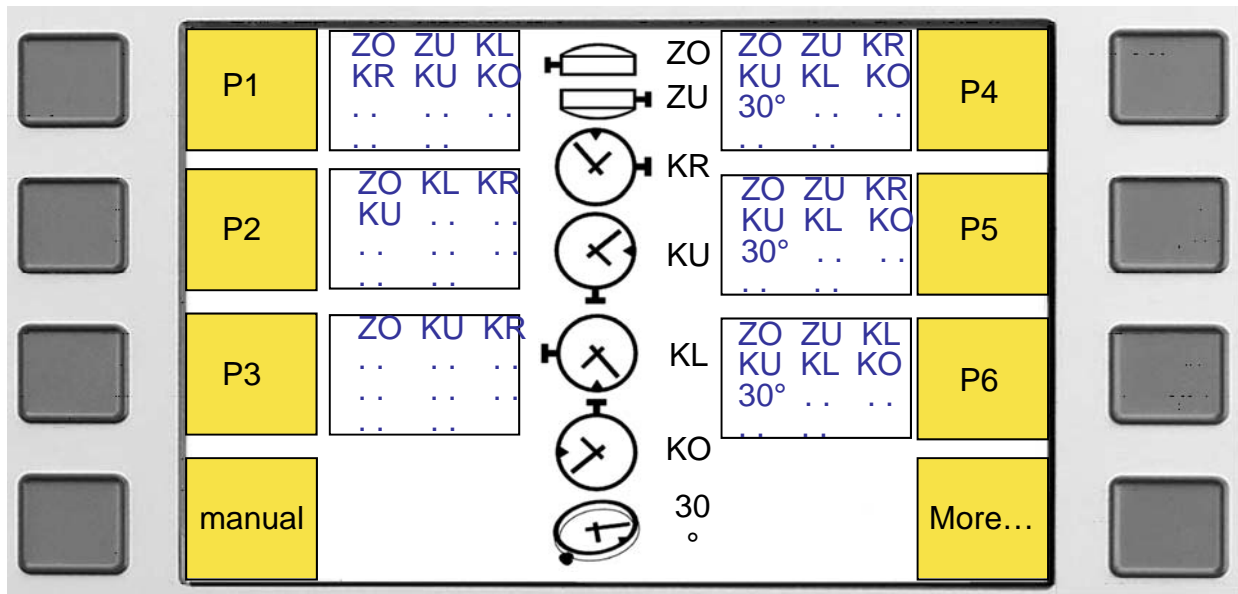 P1
ZO ZU KL
KR KU KO
. . . . . .
. . . .
P2
ZO KL KR
KU . . . .
. . . . . .
. . . .
P3
ZO KU KR
. . . . . .
. . . . . .
. . . .
manual
ZO
ZU
KR
KU
KL
KO
30
°
ZO ZU KR
KU KL KO
30° . . . .
. . . .
P4
ZO ZU KR
KU KL KO
30° . . . .
. . . .
P5
ZO ZU KL
KU KL KO
30° . . . .
. . . .
P6
More…